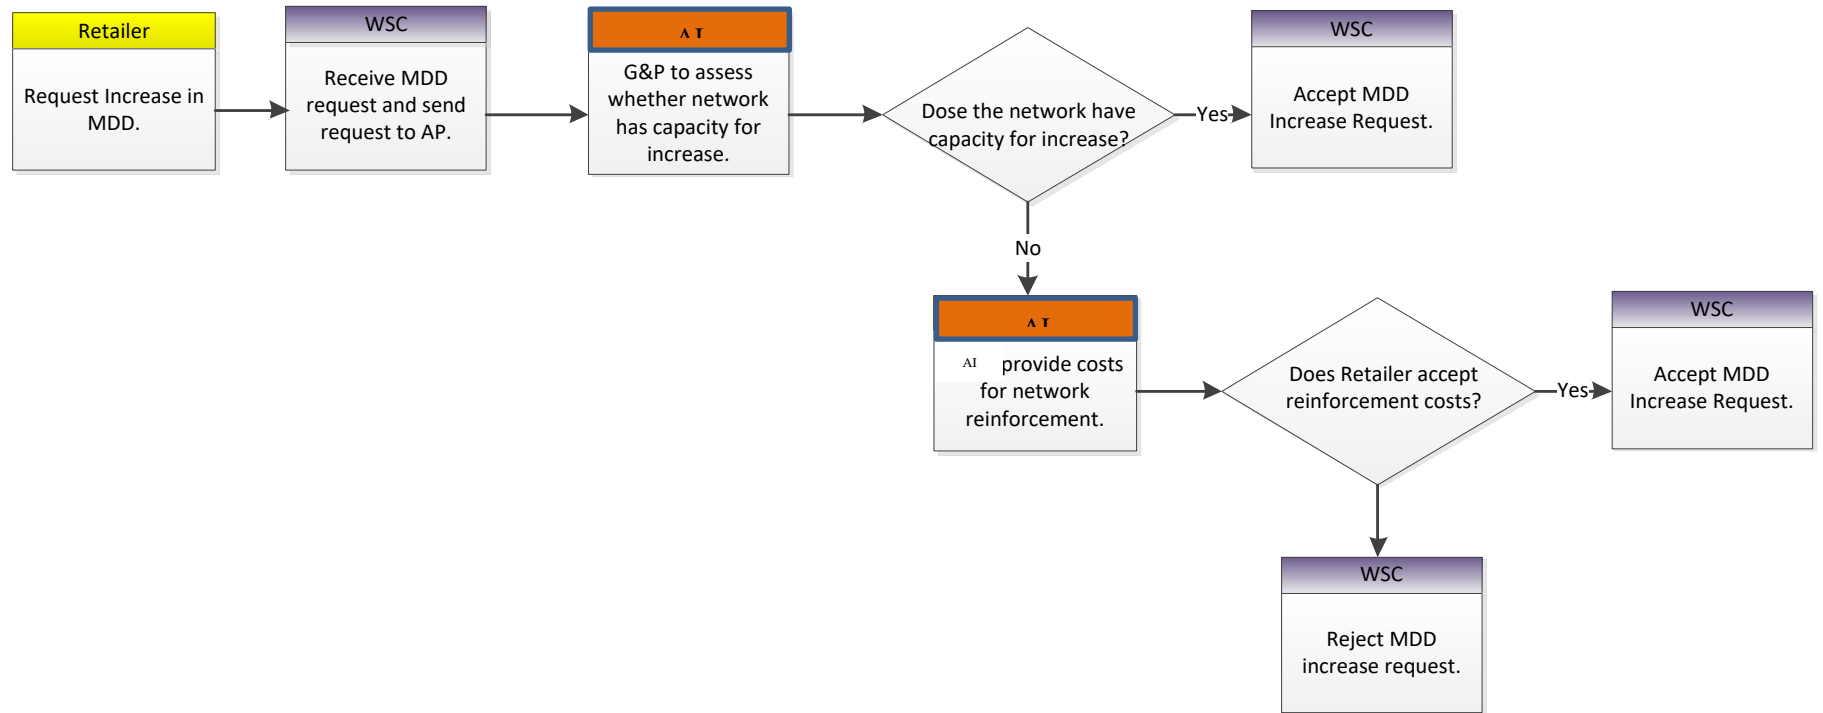 Retailer
Request Increase in
MDD.
WSC
Receive MDD
request and send
request to AP.
G&P to assess
whether network
has capacity for
increase.
Dose the network have
capacity for increase?
Yes
WSC
Accept MDD
Increase Request.
No
AI provide costs
for network
reinforcement.
Does Retailer accept
reinforcement costs?
Yes
WSC
Accept MDD
Increase Request.
WSC
Reject MDD
increase request.